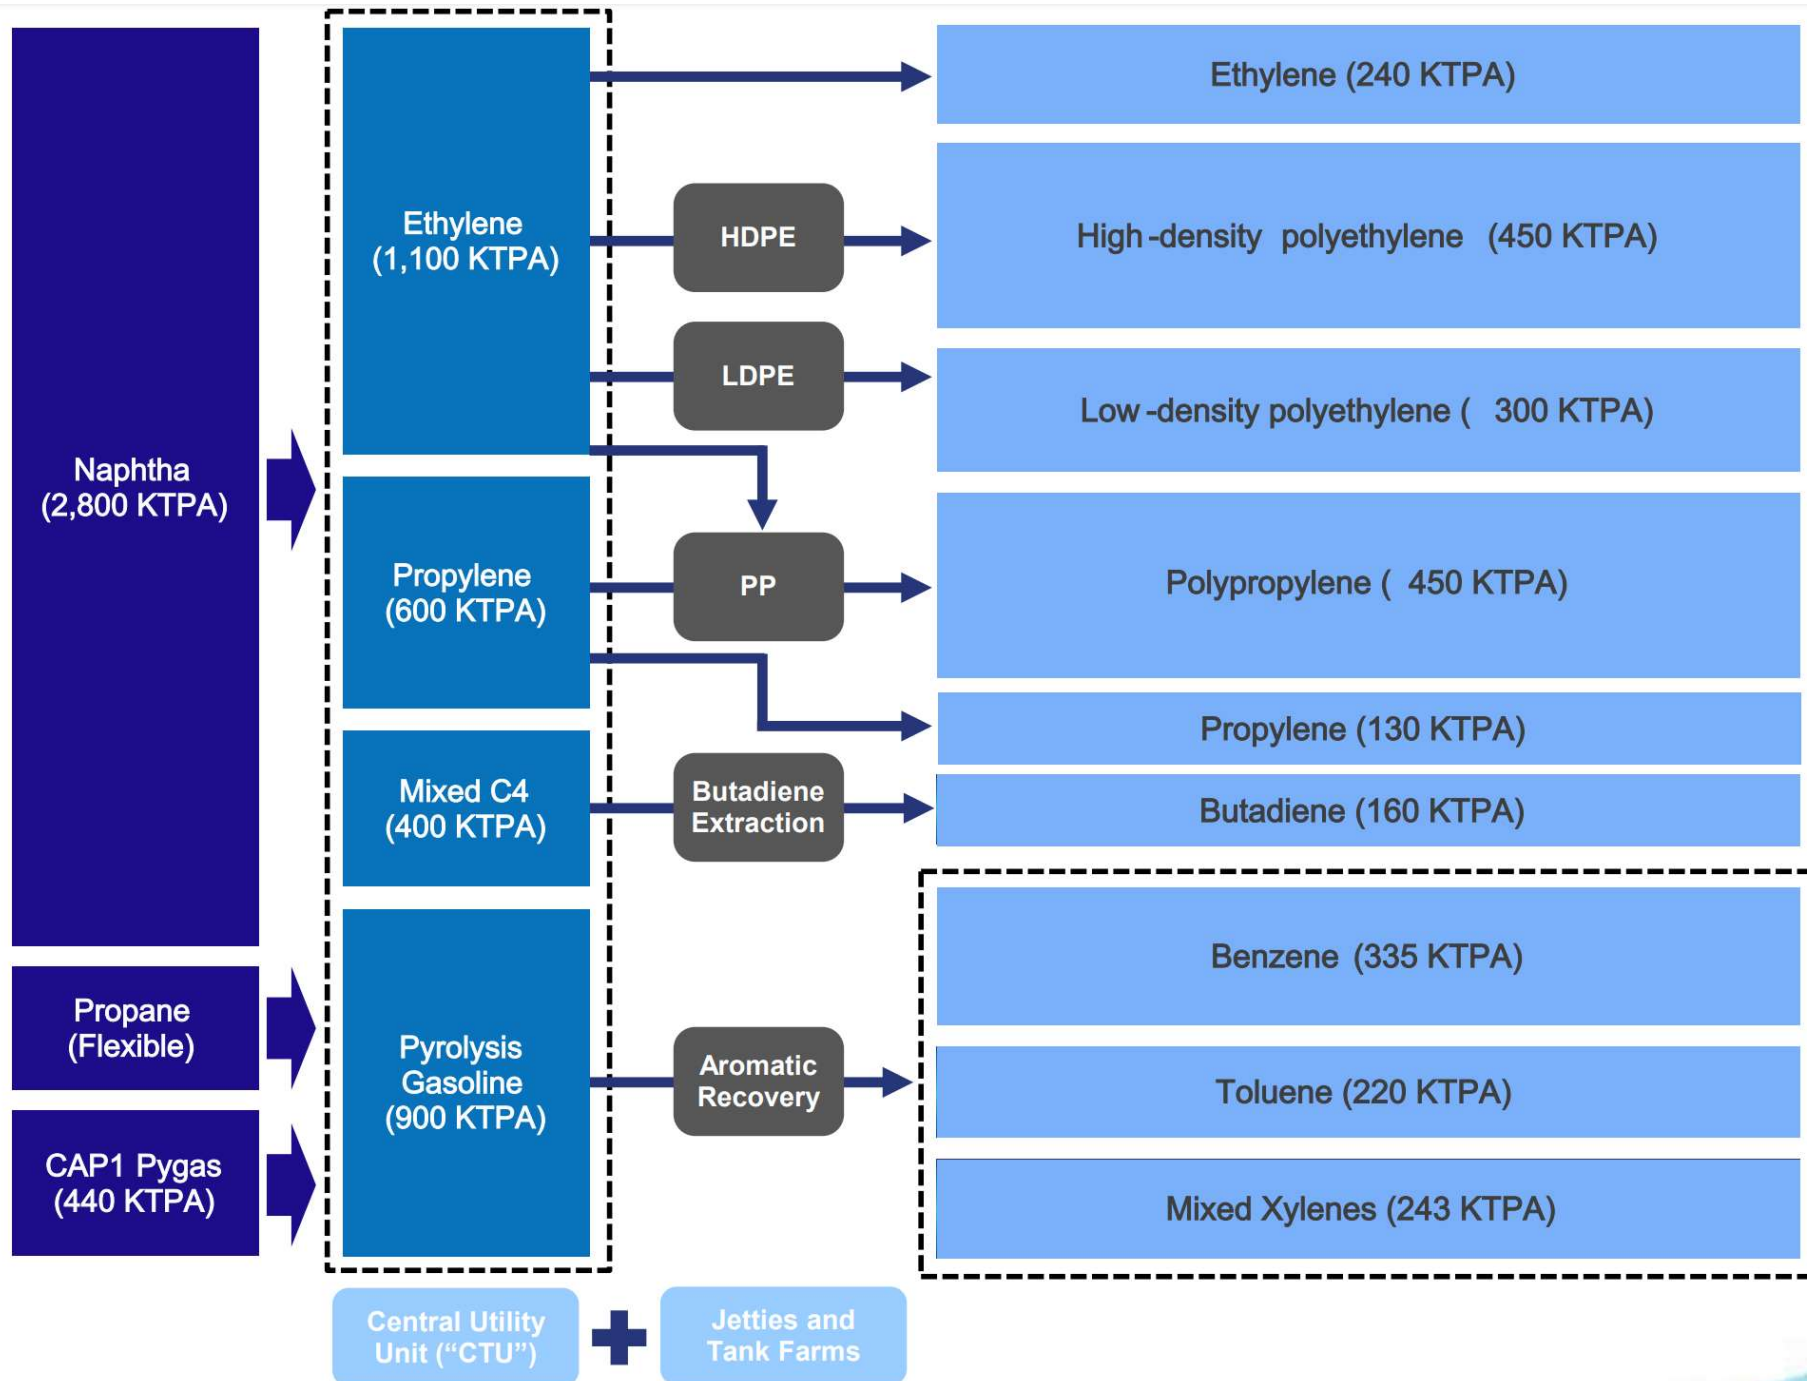 Naphtha
(2,800 KTPA)
Propane
(Flexible)
CAP1 Pygas
(440 KTPA)
Ethylene
(1,100 KTPA)
Propylene
(600 KTPA)
Mixed C4
(400 KTPA)
Pyrolysis
Gasoline
(900 KTPA)
HDPE
LDPE
PP
Butadiene
Extraction
Aromatic
Recovery
Ethylene (240 KTPA)
High-density polyethylene (450 KTPA)
Low-density polyethylene ( 300 KTPA)
Polypropylene ( 450 KTPA)
Propylene (130 KTPA)
Butadiene (160 KTPA)
Benzene (335 KTPA)
Toluene (220 KTPA)
Mixed Xylenes (243 KTPA)
Central Utility
Unit (“CTU”)
Jetties and
Tank Farms